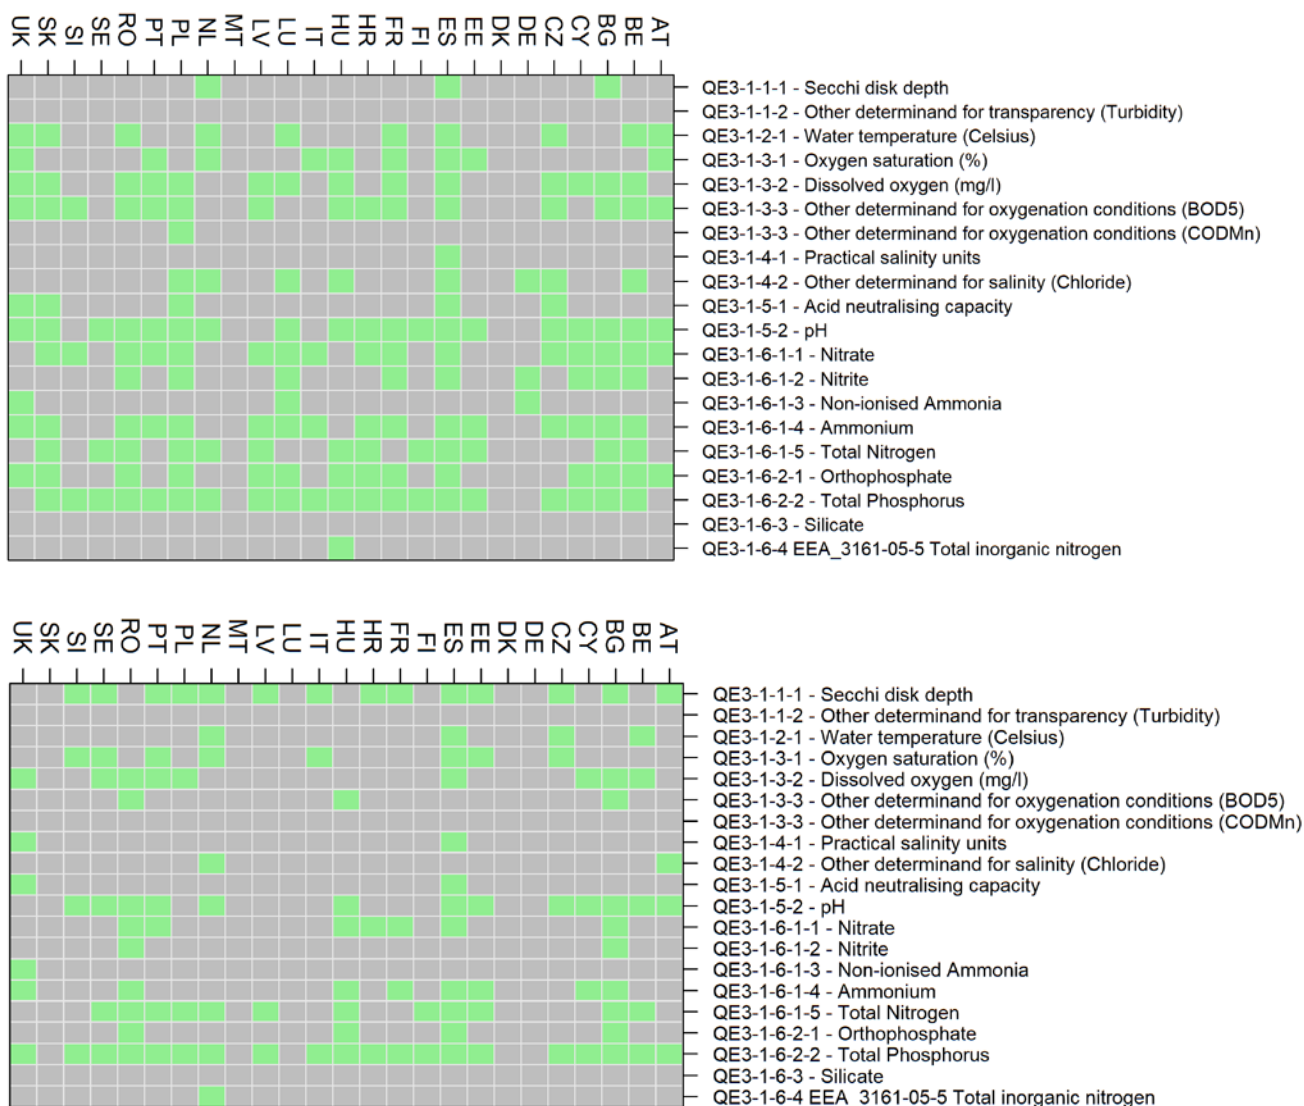 UK SK SI SE RO PT PL NL MT LV LU IT HU HR FR FI ES EE DK DE CZ CY BG BE AT
QE3-1-1-1 - Secchi disk depth
QE3-1-1-2 - Other determinand for transparency (Turbidity)
QE3-1-2-1 - Water temperature (Celsius)
QE3-1-3-1 - Oxygen saturation (%)
QE3-1-3-2 - Dissolved oxygen (mg/l)
QE3-1-3-3 - Other determinand for oxygenation conditions (BOD5)
QE3-1-3-3 - Other determinand for oxygenation conditions (CODMn)
QE3-1-4-1 - Practical salinity units
QE3-1-4-2 - Other determinand for salinity (Chloride)
QE3-1-5-1 - Acid neutralising capacity
QE3-1-5-2 - pH
QE3-1-6-1-1 - Nitrate
QE3-1-6-1-2 - Nitrite
QE3-1-6-1-3 - Non-ionised Ammonia
QE3-1-6-1-4 - Ammonium
QE3-1-6-1-5 - Total Nitrogen
QE3-1-6-2-1 - Orthophosphate
QE3-1-6-2-2 - Total Phosphorus
QE3-1-6-3 - Silicate
QE3-1-6-4 EEA_3161-05-5 Total inorganic nitrogen
UK SK SI SE RO PT PL NL MT LV LU IT HU HR FR FI ES EE DK DE CZ CY BG BE AT
QE3-1-1-1 - Secchi disk depth
QE3-1-1-2 - Other determinand for transparency (Turbidity)
QE3-1-2-1 - Water temperature (Celsius)
QE3-1-3-1 - Oxygen saturation (%)
QE3-1-3-2 - Dissolved oxygen (mg/l)
QE3-1-3-3 - Other determinand for oxygenation conditions (BOD5)
QE3-1-3-3 - Other determinand for oxygenation conditions (CODMn)
QE3-1-4-1 - Practical salinity units
QE3-1-4-2 - Other determinand for salinity (Chloride)
QE3-1-5-1 - Acid neutralising capacity
QE3-1-5-2 - pH
QE3-1-6-1-1 - Nitrate
QE3-1-6-1-2 - Nitrite
QE3-1-6-1-3 - Non-ionised Ammonia
QE3-1-6-1-4 - Ammonium
QE3-1-6-1-5 - Total Nitrogen
QE3-1-6-2-1 - Orthophosphate
QE3-1-6-2-2 - Total Phosphorus
QE3-1-6-3 - Silicate
QE3-1-6-4 EEA 3161-05-5 Total inorganic nitrogen